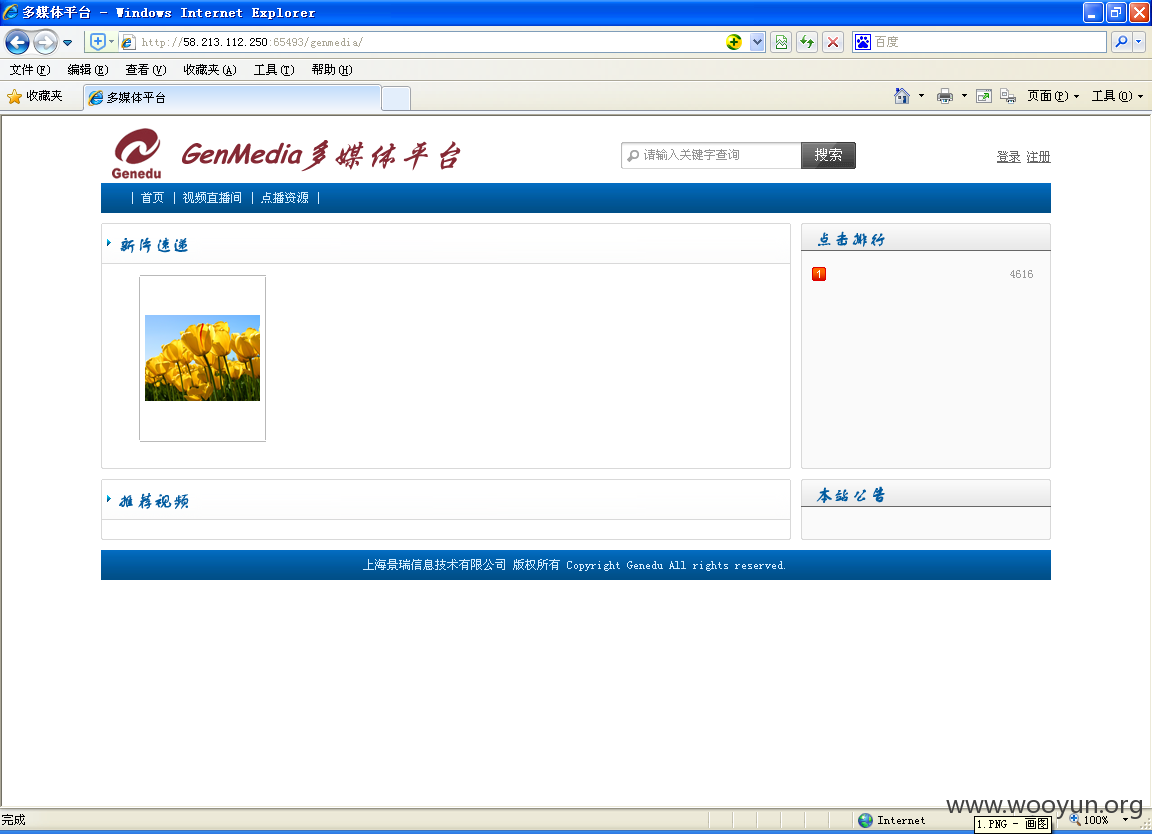 多媒体平台 - Windows Internet Explorer
http://58.213.112.250:65493/genmedia/
百度
文件(F) 编辑(E) 查看(V) 收藏夹(A) 工具(T) 帮助(H)
收藏夹 多媒体平台 页面(P) 工具(O)
Genedu GenMedia多媒体平台 请输入关键字查询 搜索 登录 注册
| 首页 | 视频直播间 | 点播资源 |
新片速递 点击排行
1 4616
推荐视频 本站公告
上海景瑞信息技术有限公司 版权所有 Copyright Genedu All rights reserved.
www.wooyun.org
完成 Internet 1.PNG - 画图 100%